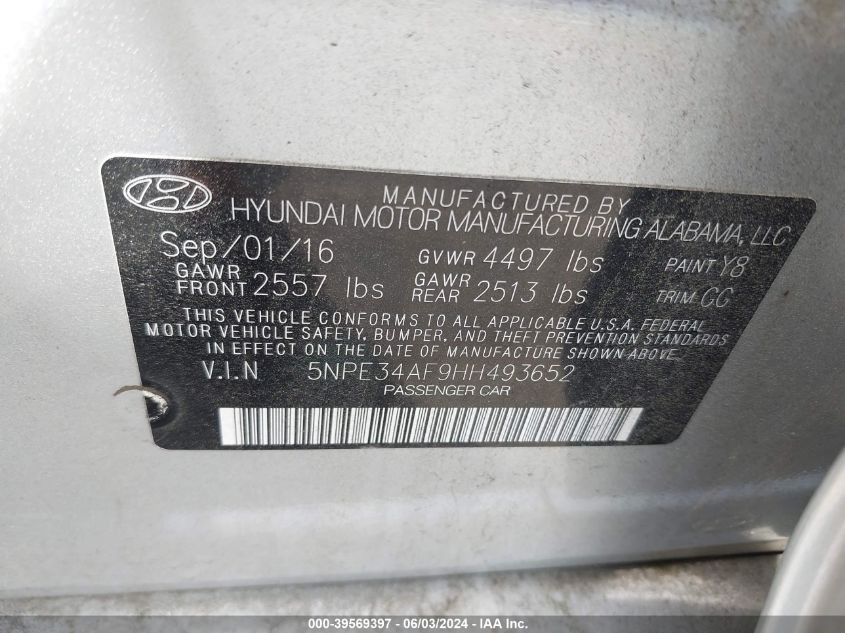 MANUFACTURED BY
HYUNDAI MOTOR MANUFACTURING ALABAMA, LLC
Sep/01/16 GVWR 4497 lbs PAINT Y8
GAWR FRONT 2557 lbs GAWR REAR 2513 lbs TRIM CC
THIS VEHICLE CONFORMS TO ALL APPLICABLE U.S.A. FEDERAL
MOTOR VEHICLE SAFETY, BUMPER, AND THEFT PREVENTION STANDARDS
IN EFFECT ON THE DATE OF MANUFACTURE SHOWN ABOVE.
V.I.N 5NPE34AF9HH493652
PASSENGER CAR
000-39569397 - 06/03/2024 - IAA Inc.